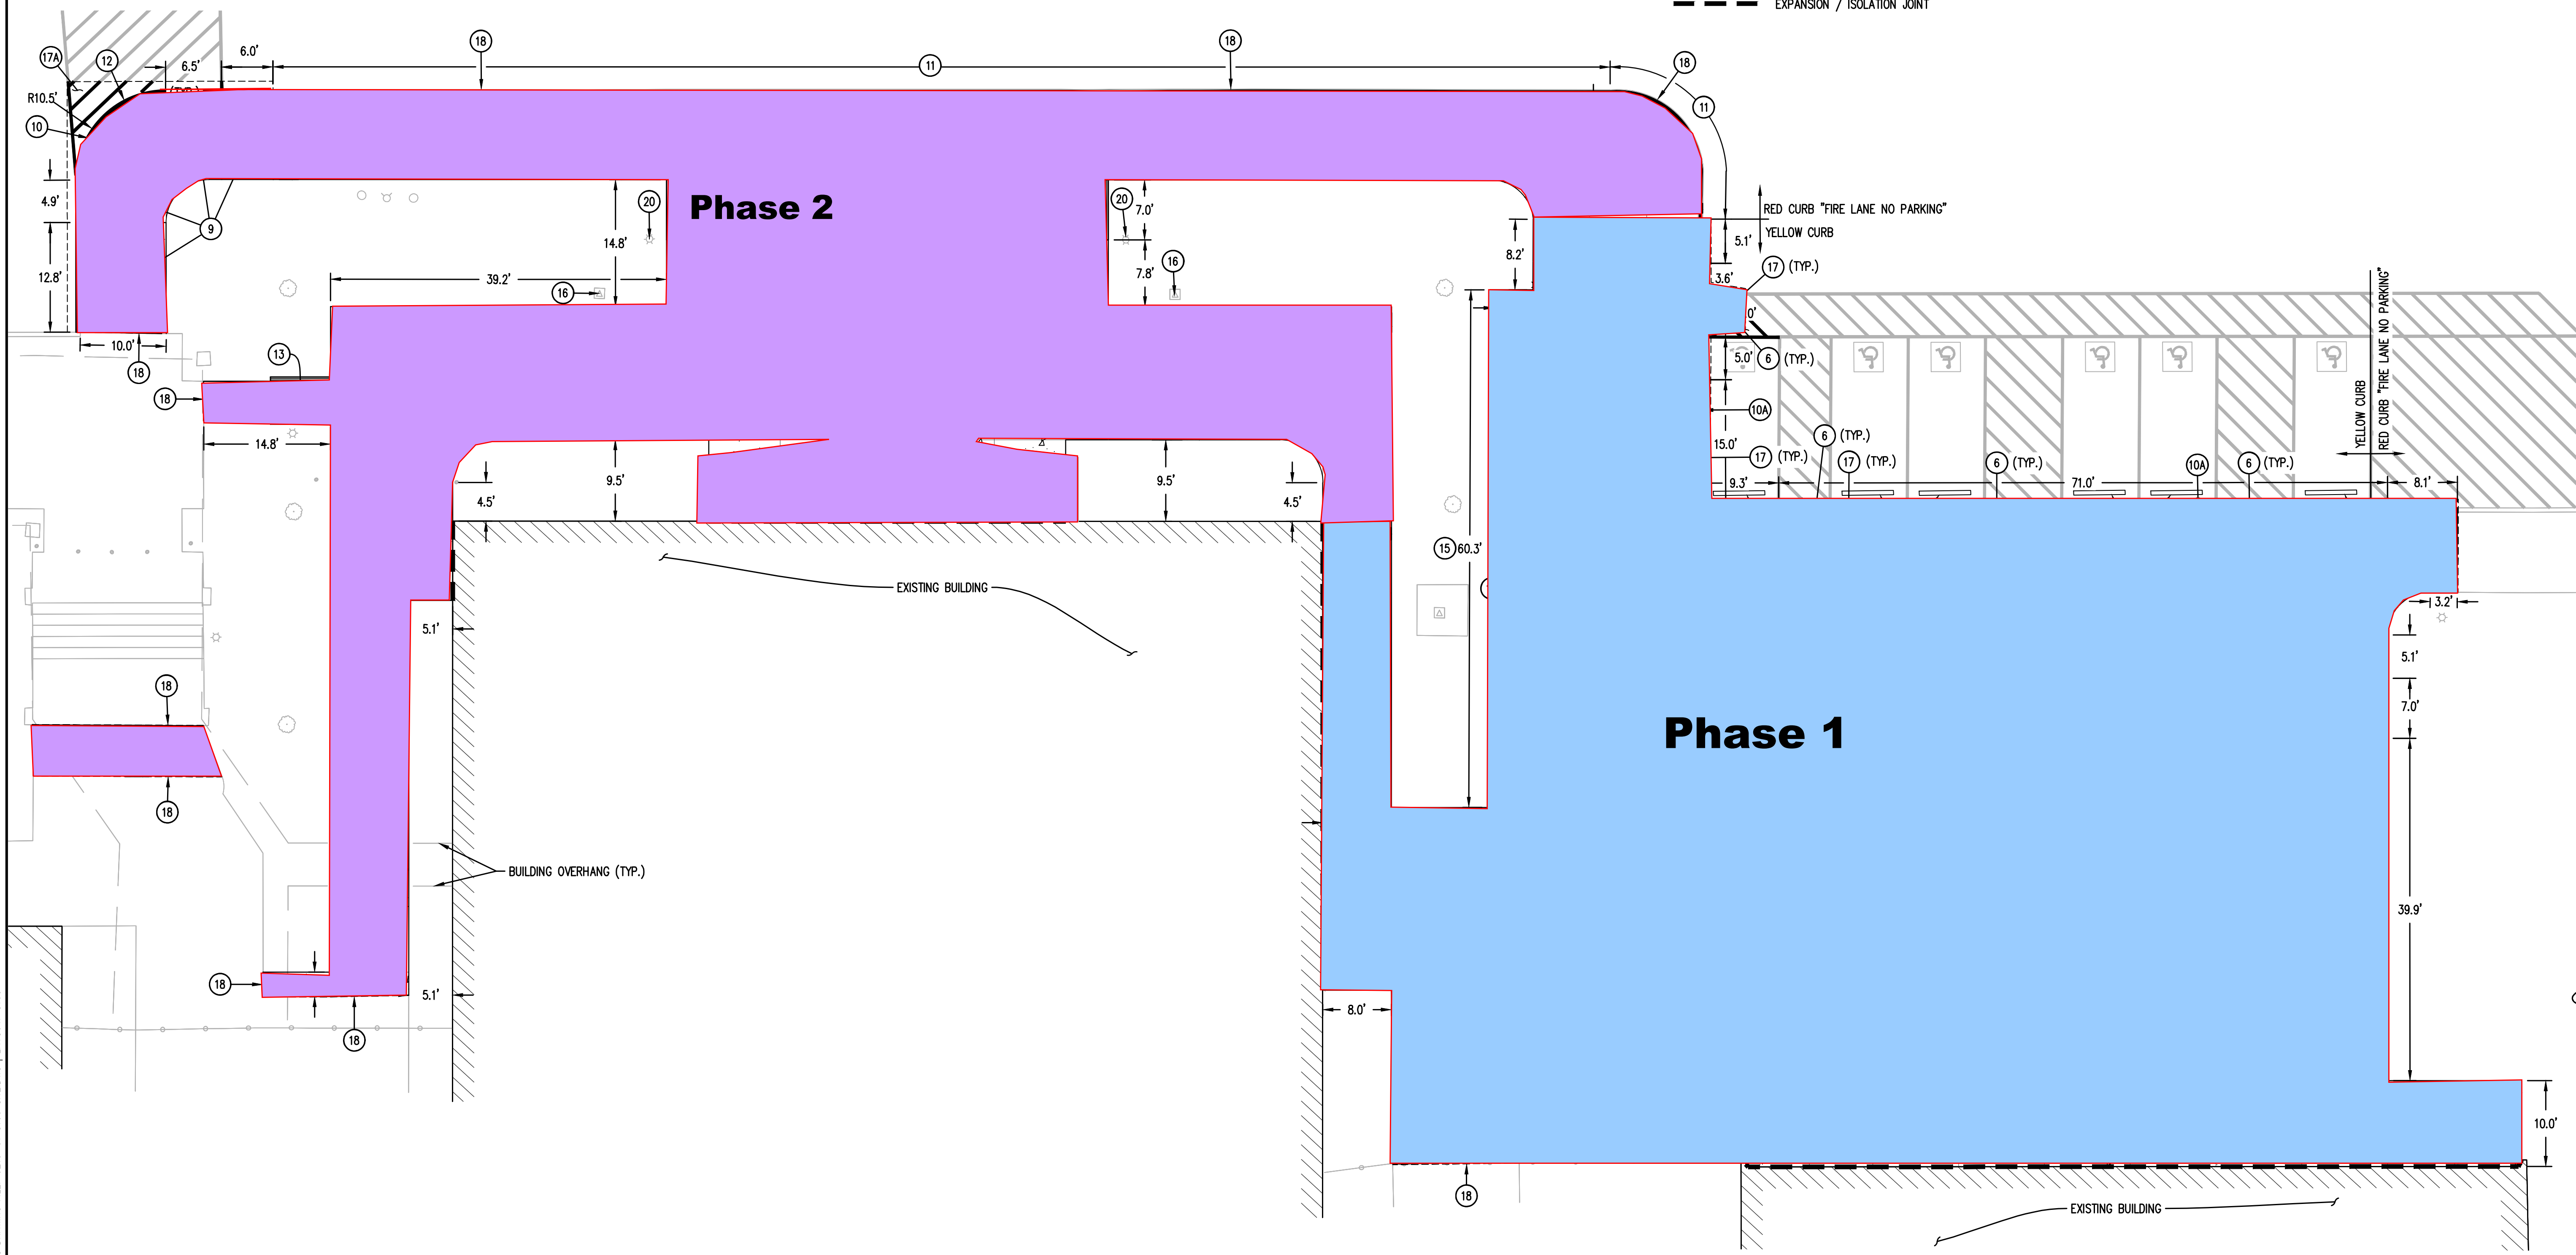 EXPANSION / ISOLATION JOINT
17A
12
6.5'
6.0'
18
11
18
18
11
R10.5'
(TYP.)
10
4.9'
12.8'
9
14.8'
20
Phase 2
20
7.0'
7.8'
16
39.2'
16
10.0'
18
13
18
14.8'
8.2'
RED CURB "FIRE LANE NO PARKING"
YELLOW CURB
5.1'
3.6'
17 (TYP.)
0'
5.0'
6 (TYP.)
10A
15.0'
17 (TYP.)
6 (TYP.)
17 (TYP.)
6 (TYP.)
10A
6 (TYP.)
YELLOW CURB
RED CURB "FIRE LANE NO PARKING"
9.3'
71.0'
8.1'
4.5'
9.5'
9.5'
4.5'
15 60.3'
EXISTING BUILDING
3.2'
5.1'
5.1'
7.0'
18
Phase 1
18
BUILDING OVERHANG (TYP.)
39.9'
18
5.1'
18
8.0'
10.0'
18
EXISTING BUILDING